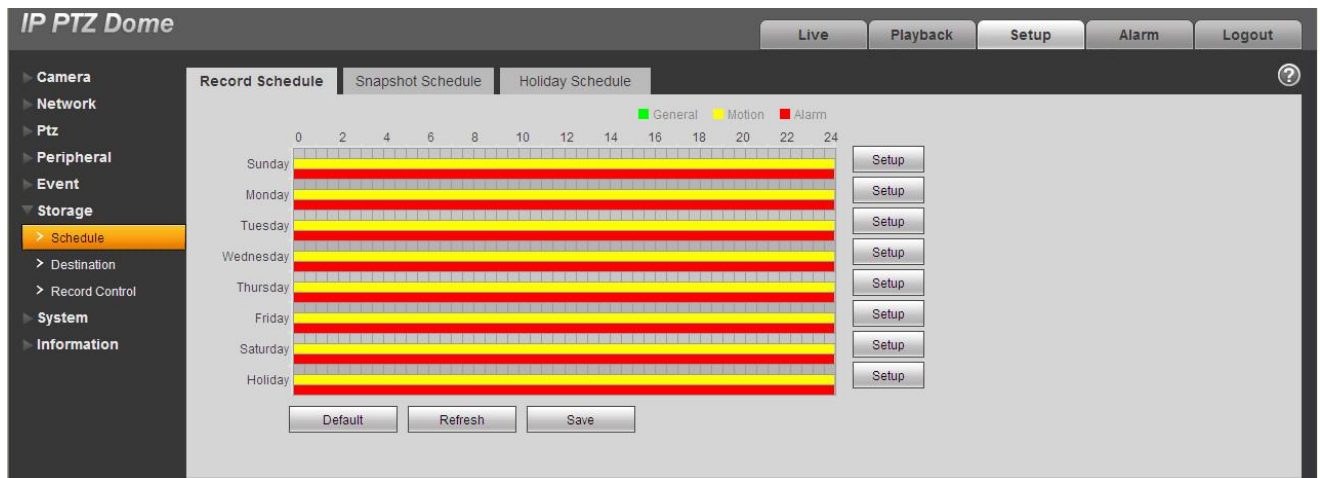 IP PTZ Dome
Live Playback Setup Alarm Logout
Camera
Network
Ptz
Peripheral
Event
Storage
> Schedule
> Destination
> Record Control
System
Information
Record Schedule Snapshot Schedule Holiday Schedule ?
General Motion Alarm
0 2 4 6 8 10 12 14 16 18 20 22 24
Sunday Setup
Monday Setup
Tuesday Setup
Wednesday Setup
Thursday Setup
Friday Setup
Saturday Setup
Holiday Setup
Default Refresh Save